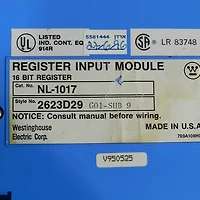 LISTED
IND. CONT. EQ
914R
5581444
LR 83748
REGISTER INPUT MODULE
16 BIT REGISTER
Cat. No. NL-1017
Style No. 2623D29 G01-SUB 9
NOTICE: Consult manual before wiring.
Westinghouse
Electric Corp.
MADE IN U.S.A.
V950525